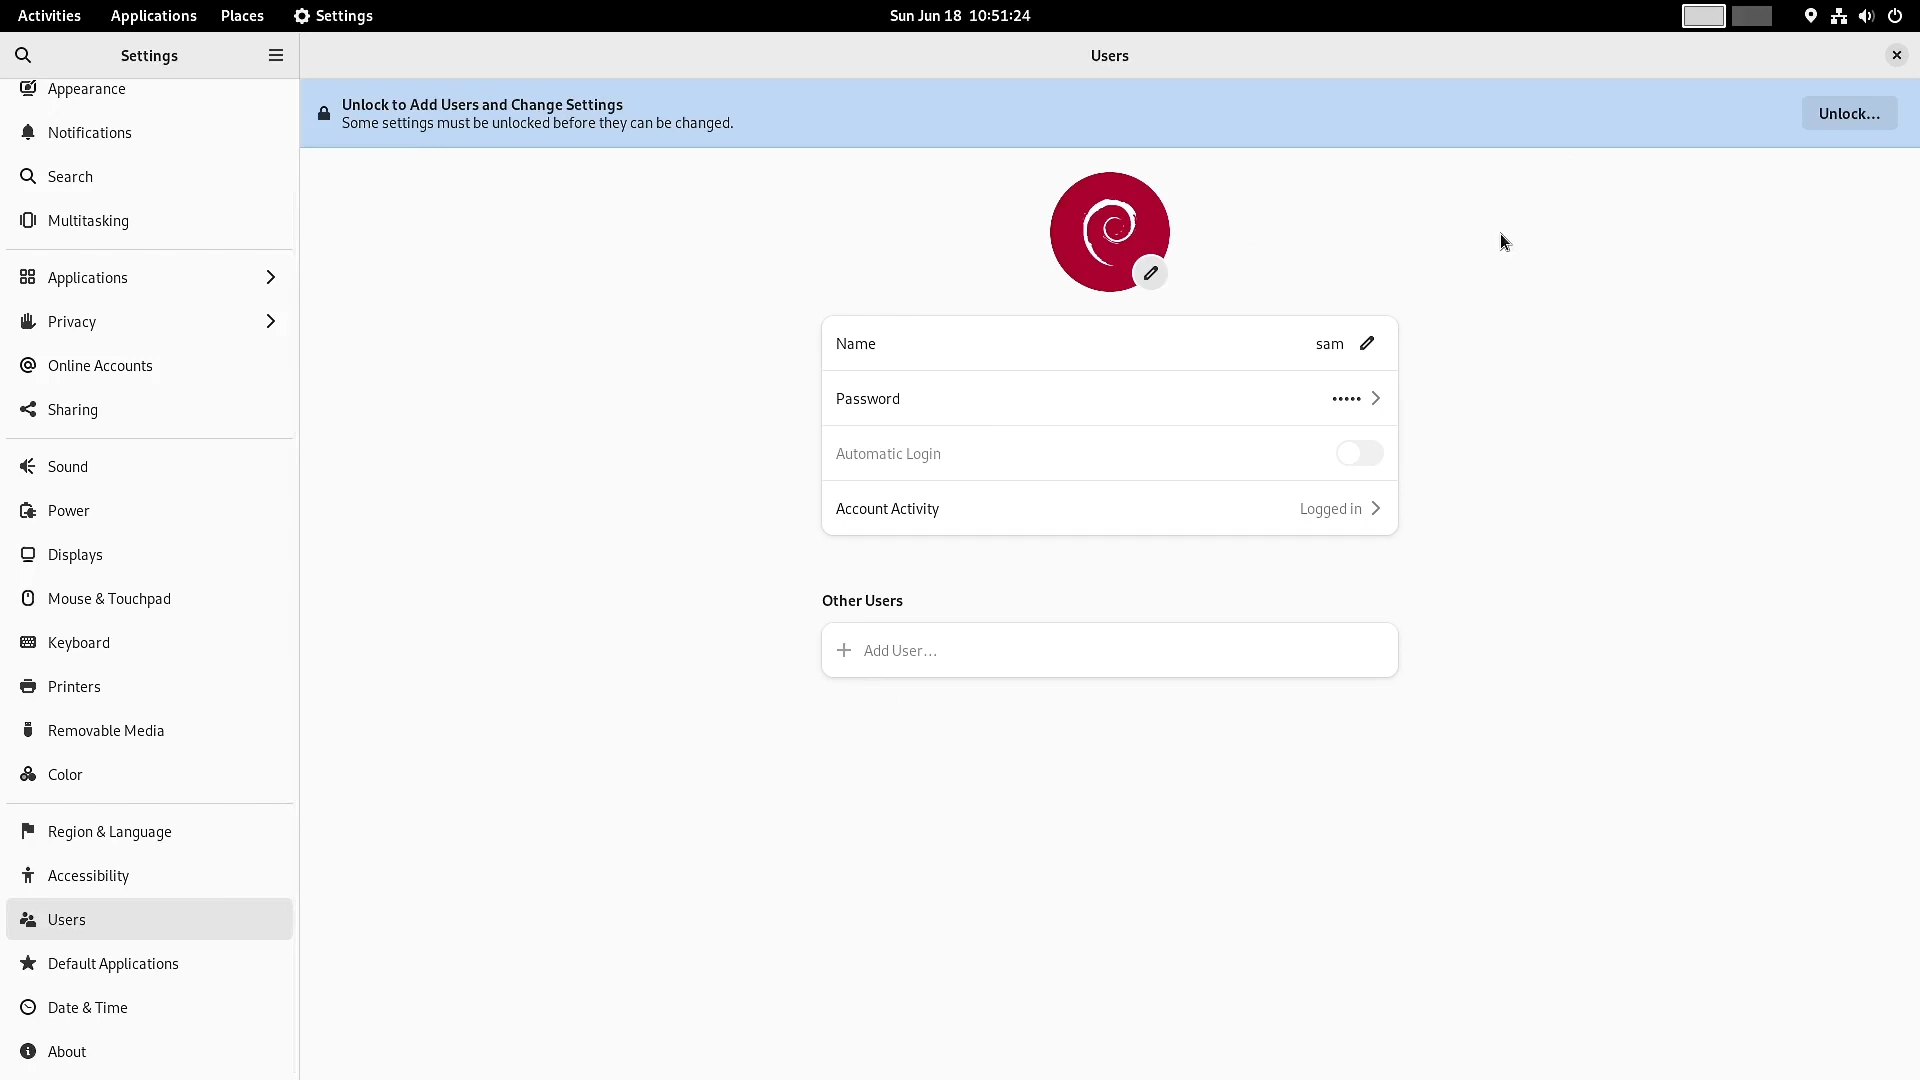 Activities Applications Places Settings Sun Jun 18 10:51:24
Settings
Users
Appearance
Notifications
Search
Multitasking
Applications
Privacy
Online Accounts
Sharing
Sound
Power
Displays
Mouse & Touchpad
Keyboard
Printers
Removable Media
Color
Region & Language
Accessibility
Users
Default Applications
Date & Time
About
Unlock to Add Users and Change Settings
Some settings must be unlocked before they can be changed.
Unlock…
Name sam
Password •••••
Automatic Login
Account Activity Logged in
Other Users
Add User…